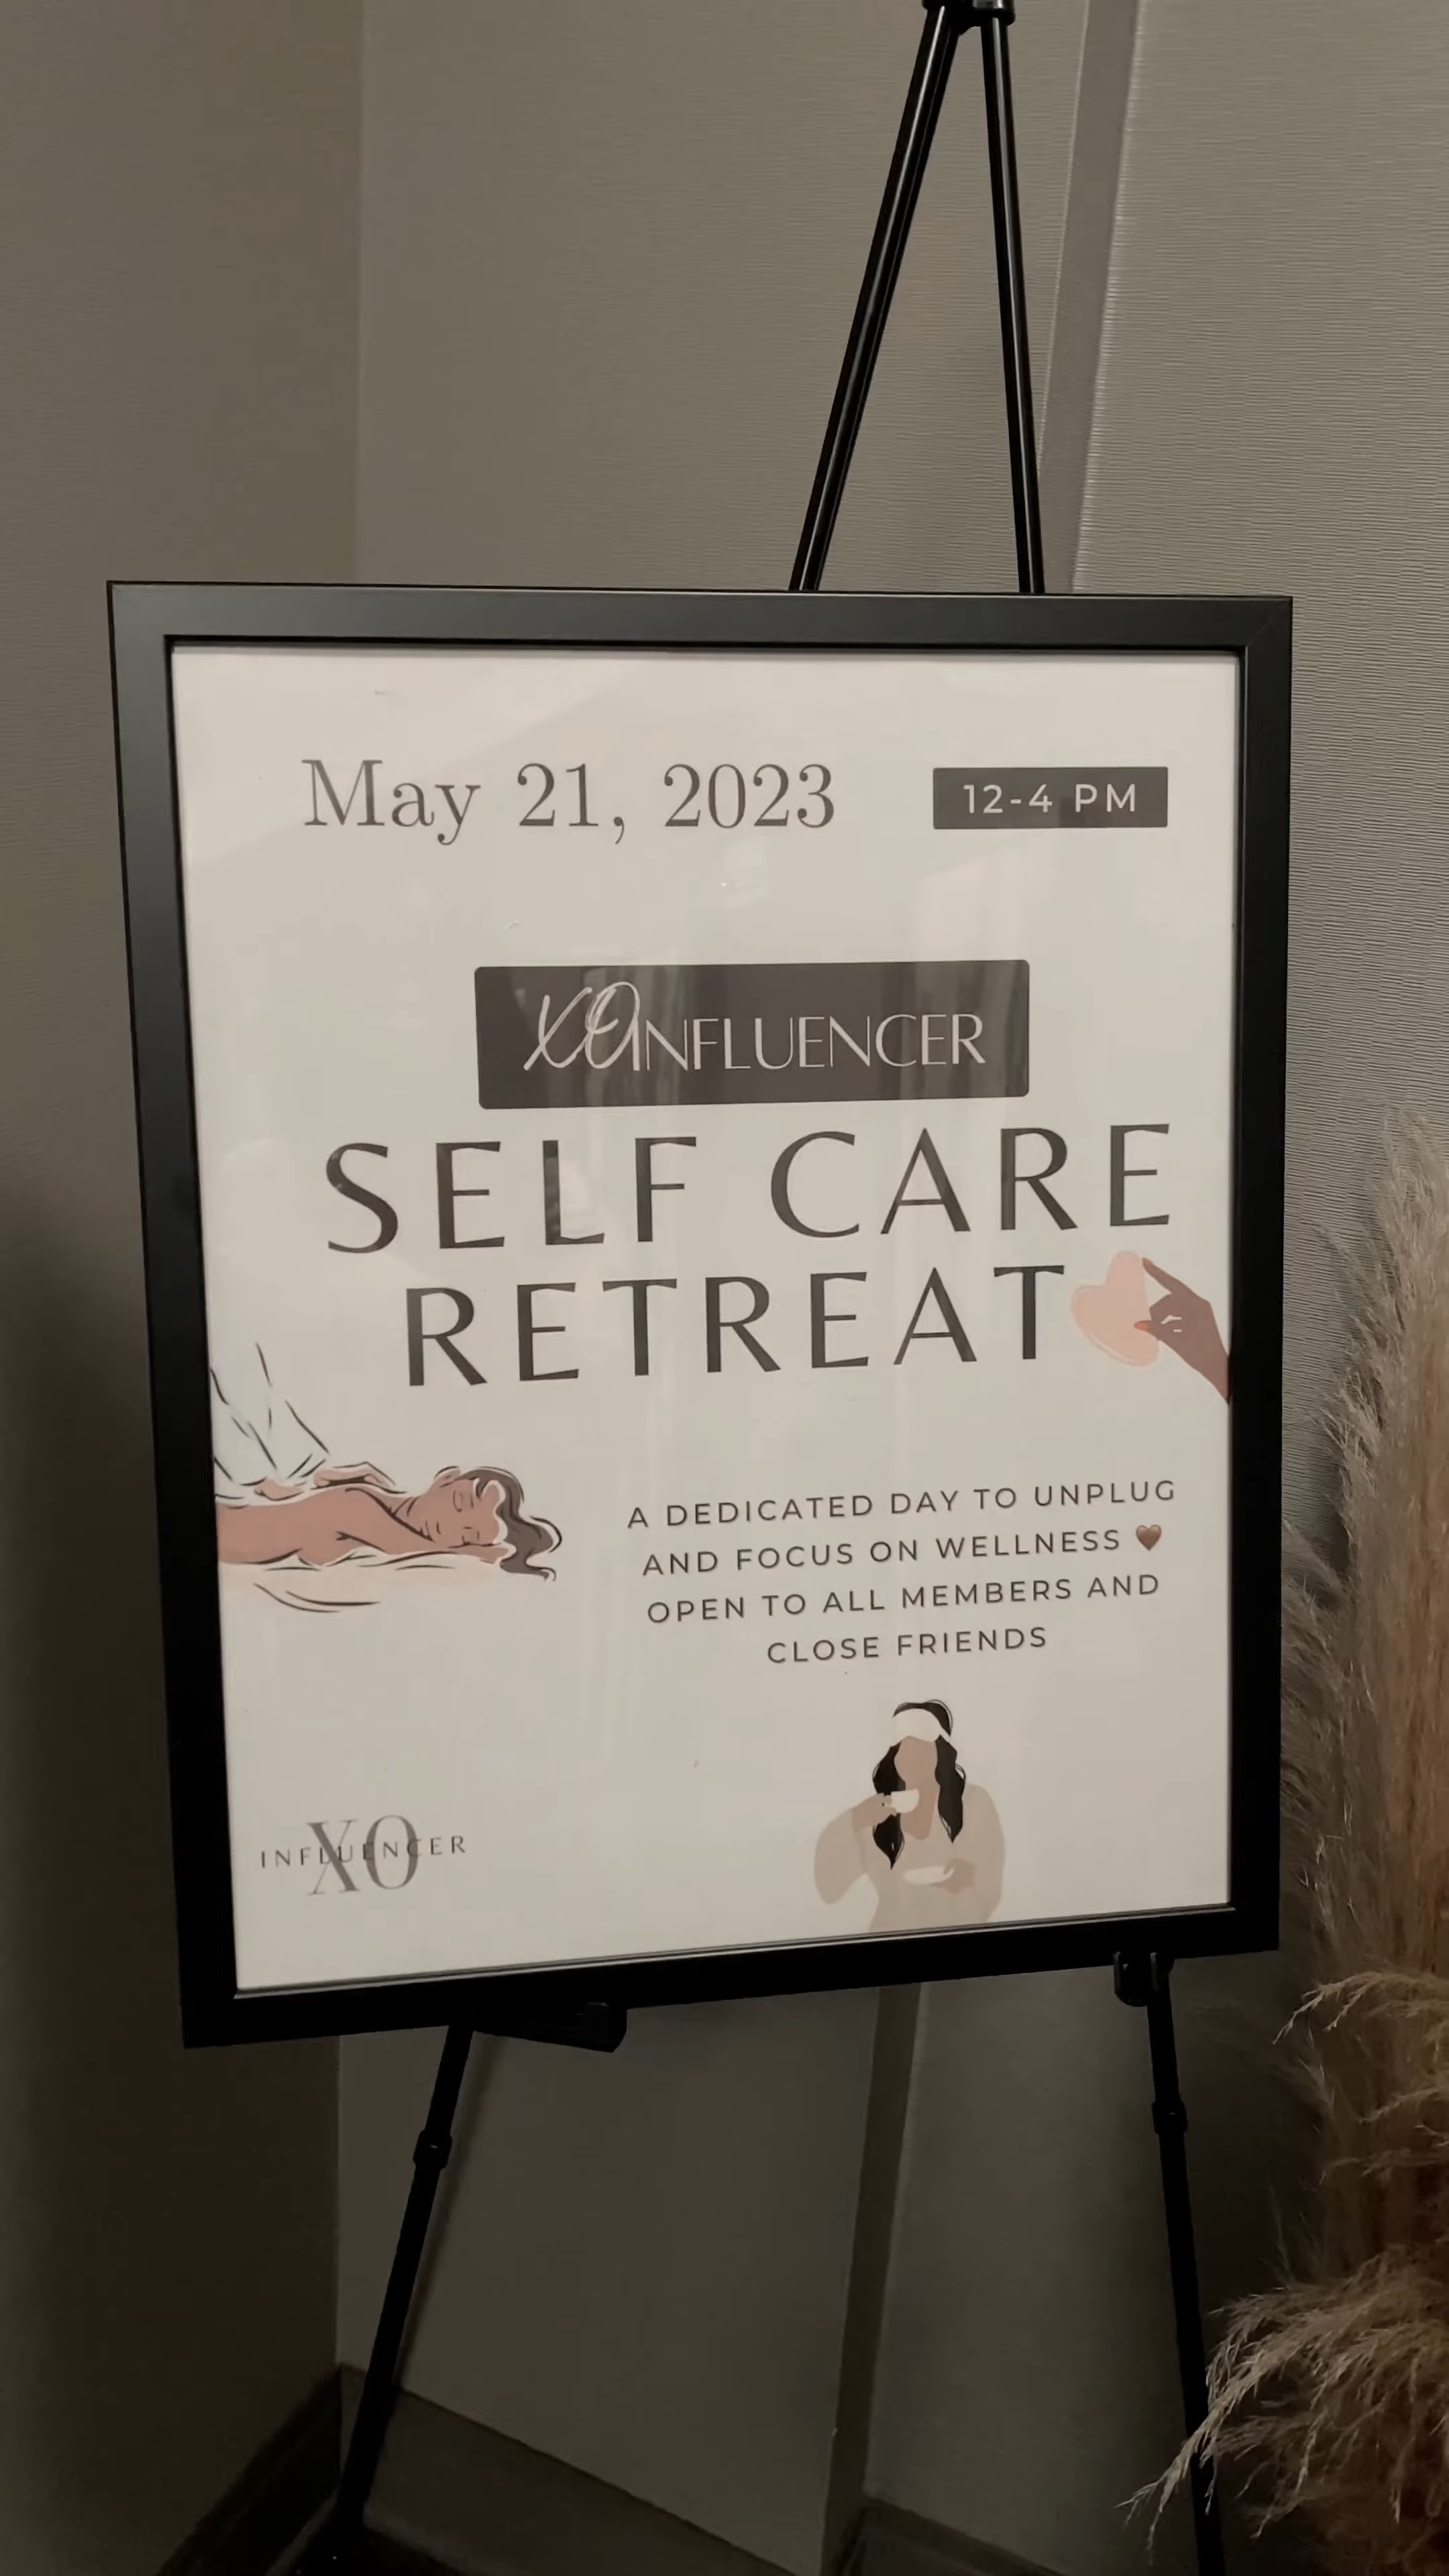 May 21, 2023
12-4 PM
XOINFLUENCER
SELF CARE
RETREAT
A DEDICATED DAY TO UNPLUG
AND FOCUS ON WELLNESS 🤎
OPEN TO ALL MEMBERS AND
CLOSE FRIENDS
INFLUENCER
XO